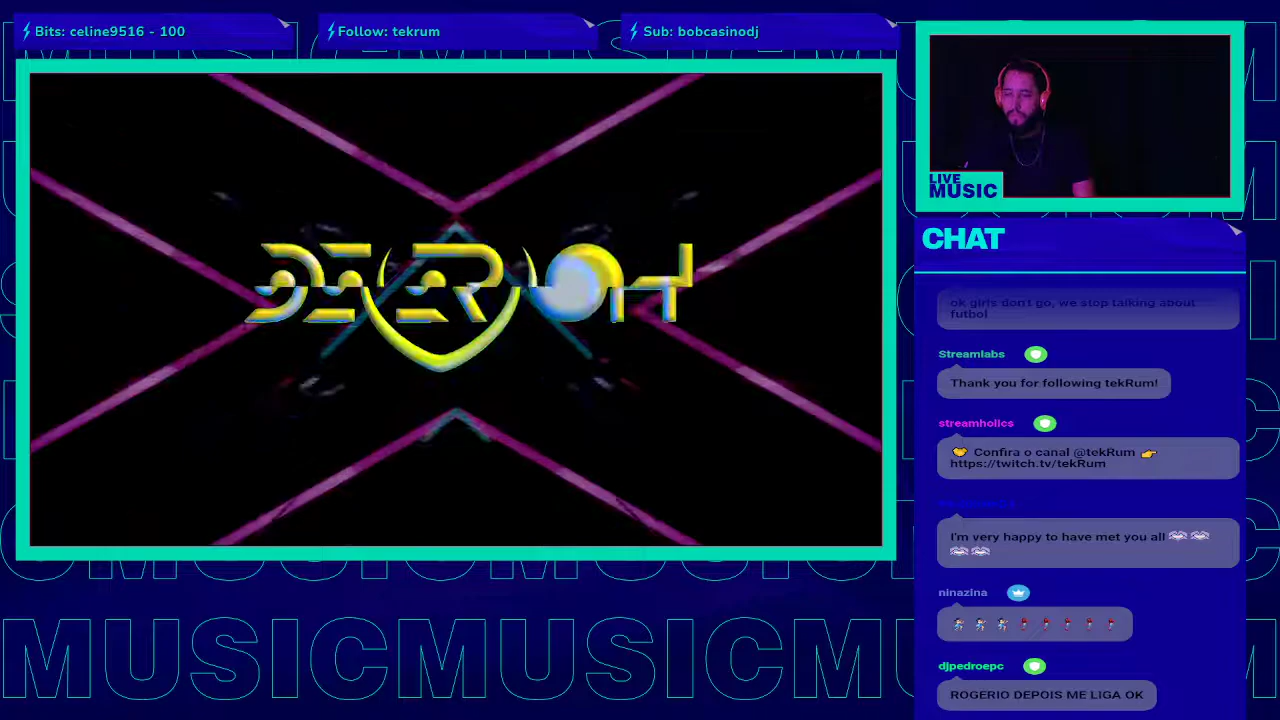 Bits: celine9516 - 100
Follow: tekrum
Sub: bobcasinodj
LIVE
MUSIC
CHAT
ok girls don't go, we stop talking about
futbol
Streamlabs
Thank you for following tekRum!
streamholics
Confira o canal @tekRum
https://twitch.tv/tekRum
I'm very happy to have met you all
ninazina
djpedroepc
ROGERIO DEPOIS ME LIGA OK
MUSICMUSICMUSICMU